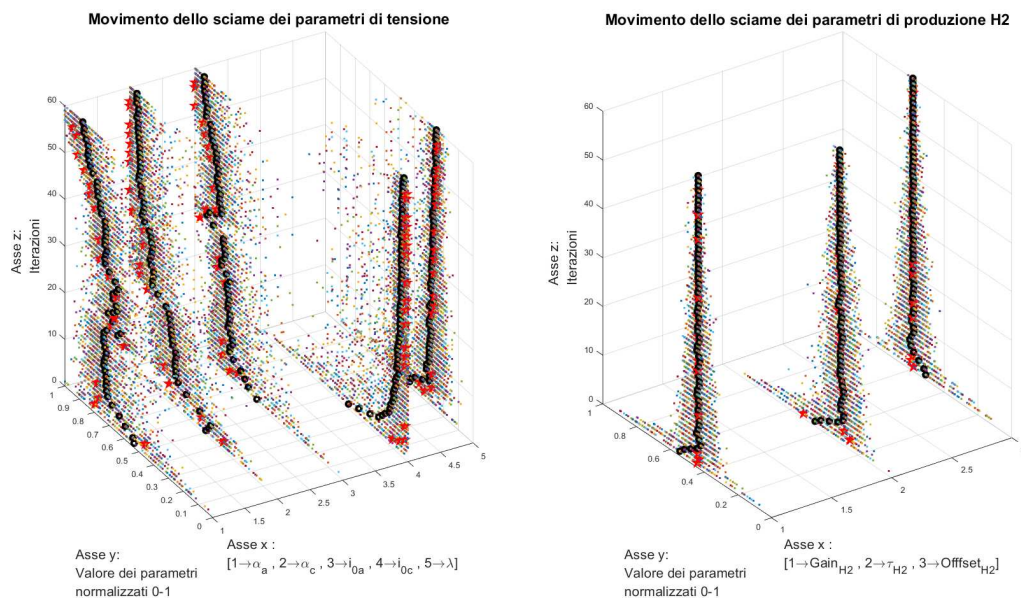 Movimento dello sciame dei parametri di tensione
60
50
40
30
20
10
0
Asse z:
Iterazioni
1
0.9
0.8
0.7
0.6
0.5
0.4
0.3
0.2
0.1
0
1
1.5
2
2.5
3
3.5
4
4.5
5
Asse y:
Valore dei parametri
normalizzati 0-1
Asse x :
[1→α_a , 2→α_c , 3→i_0a , 4→i_0c , 5→λ]
Movimento dello sciame dei parametri di produzione H2
60
50
40
30
20
10
0
Asse z:
Iterazioni
1
0.8
0.6
0.4
0.2
0
1
1.5
2
2.5
Asse y:
Valore dei parametri
normalizzati 0-1
Asse x :
[1→Gain_H2 , 2→τ_H2 , 3→Offfset_H2]